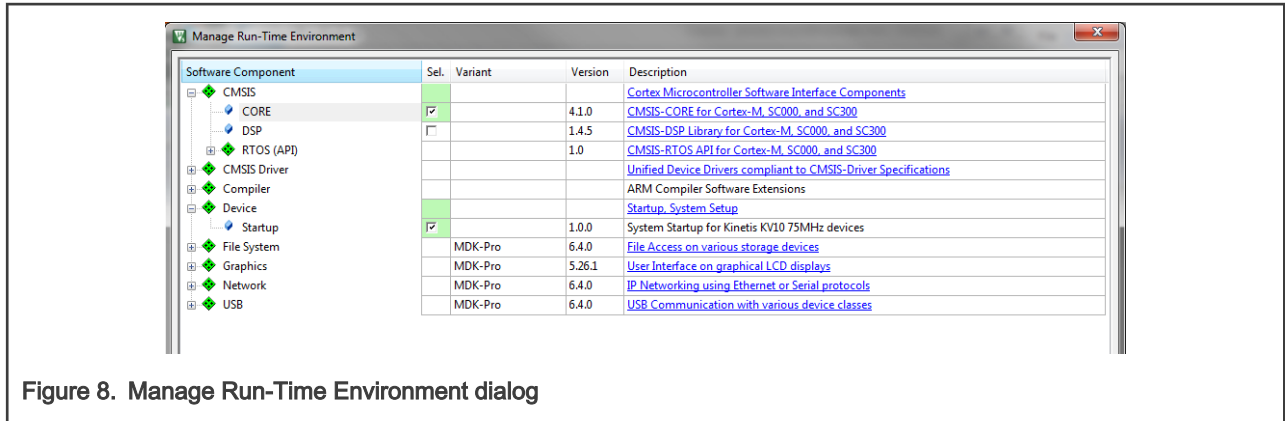 Manage Run-Time Environment
Software Component Sel. Variant Version Description
CMSIS Cortex Microcontroller Software Interface Components
CORE 4.1.0 CMSIS-CORE for Cortex-M, SC000, and SC300
DSP 1.4.5 CMSIS-DSP Library for Cortex-M, SC000, and SC300
RTOS (API) 1.0 CMSIS-RTOS API for Cortex-M, SC000, and SC300
CMSIS Driver Unified Device Drivers compliant to CMSIS-Driver Specifications
Compiler ARM Compiler Software Extensions
Device Startup, System Setup
Startup 1.0.0 System Startup for Kinetis KV10 75MHz devices
File System MDK-Pro 6.4.0 File Access on various storage devices
Graphics MDK-Pro 5.26.1 User Interface on graphical LCD displays
Network MDK-Pro 6.4.0 IP Networking using Ethernet or Serial protocols
USB MDK-Pro 6.4.0 USB Communication with various device classes
Figure 8. Manage Run-Time Environment dialog